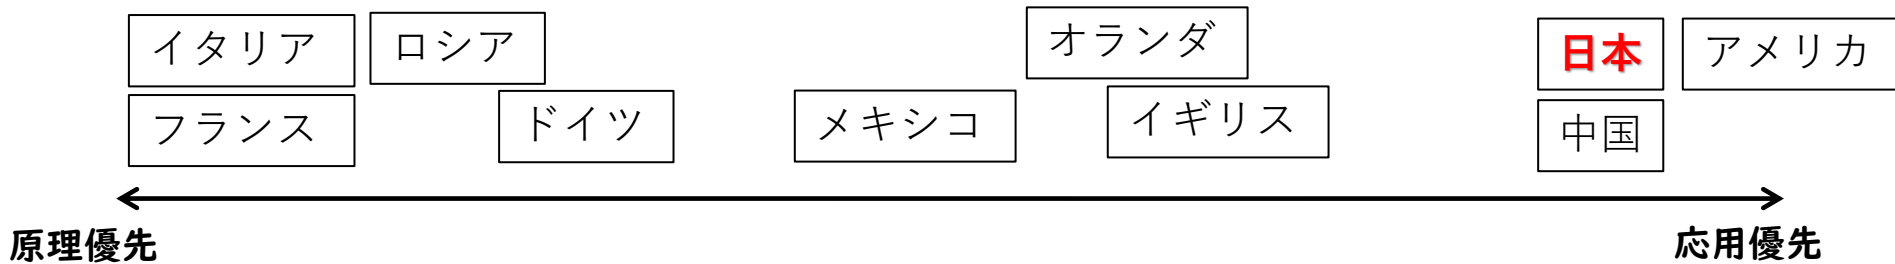 イタリア
ロシア
オランダ
日本
アメリカ
フランス
ドイツ
メキシコ
イギリス
中国
原理優先
応用優先